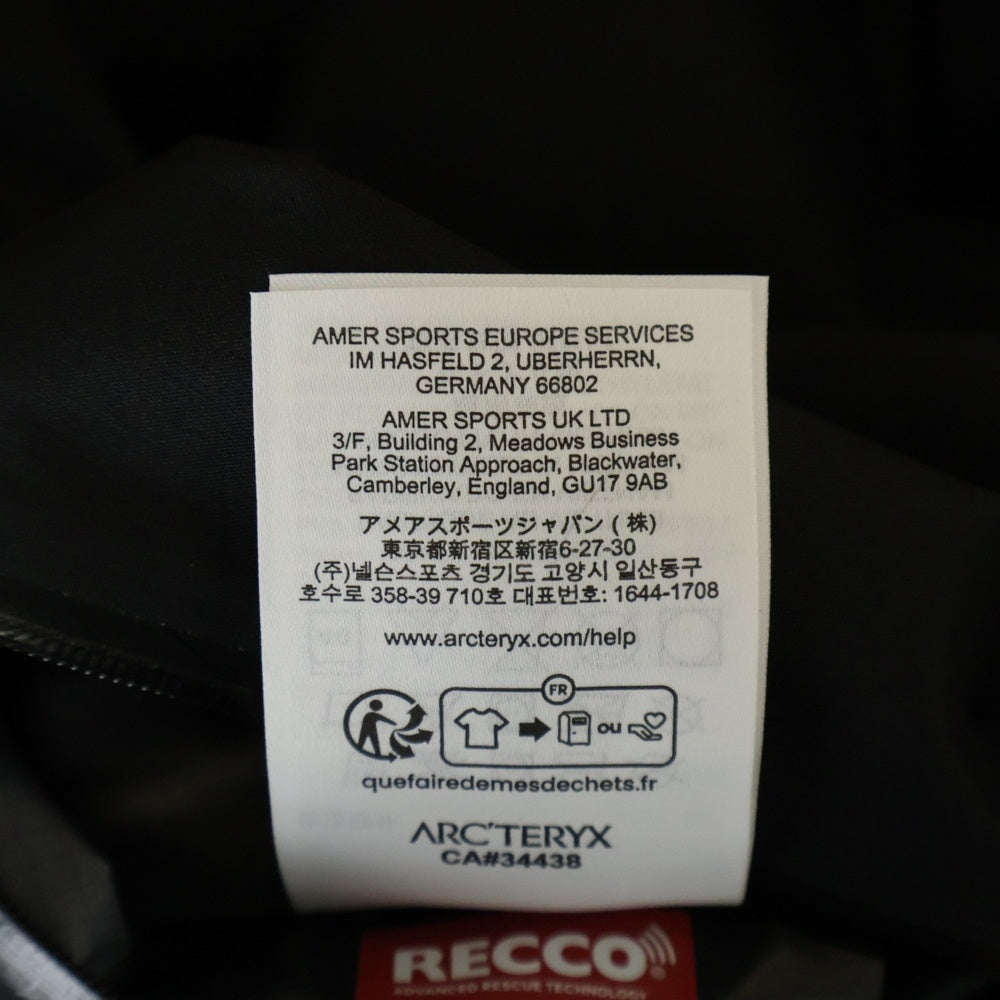 AMER SPORTS EUROPE SERVICES
IM HASFELD 2, UBERHERRN,
GERMANY 66802
AMER SPORTS UK LTD
3/F, Building 2, Meadows Business
Park Station Approach, Blackwater,
Camberley, England, GU17 9AB
アメアスポーツジャパン (株)
東京都新宿区新宿6-27-30
(주)넬슨스포츠 경기도 고양시 일산동구
호수로 358-39 710호 대표번호: 1644-1708
www.arcteryx.com/help
FR
ou
quefairedemesdechets.fr
ARC'TERYX
CA#34438
RECCO
ADVANCED RESCUE TECHNOLOGY